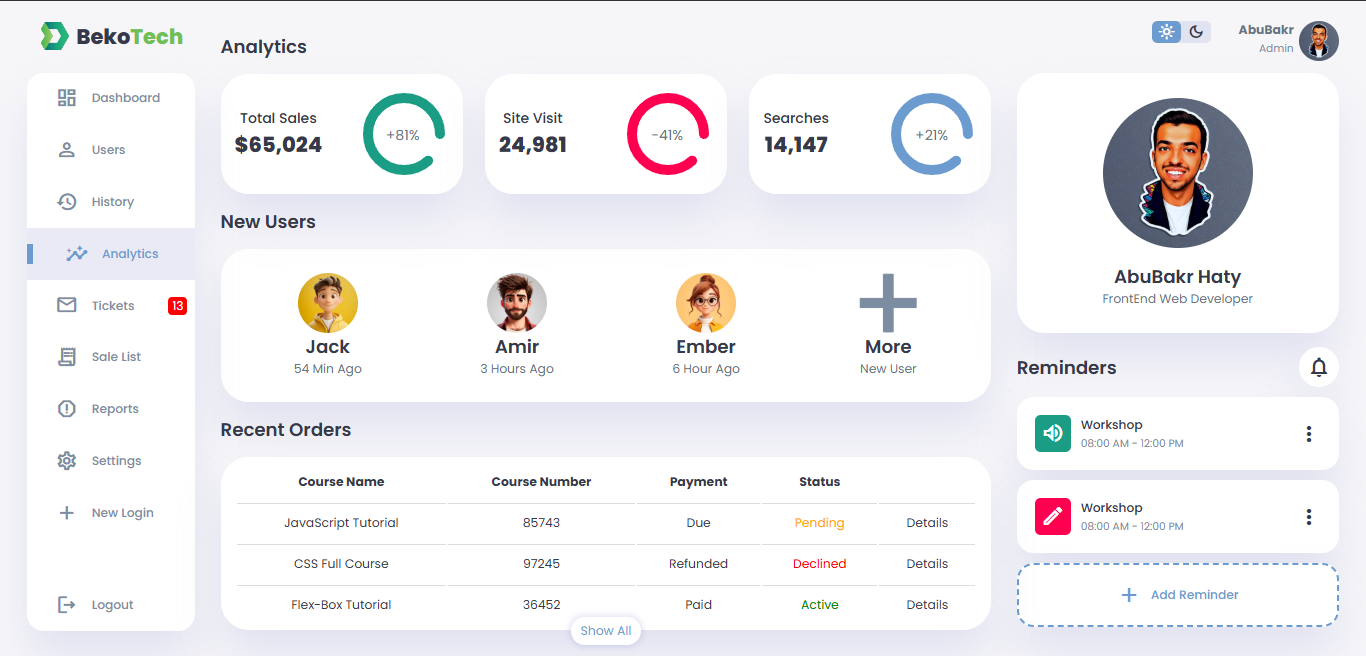 BekoTech
Dashboard
Users
History
Analytics
Tickets 13
Sale List
Reports
Settings
New Login
Logout
Analytics
Total Sales
$65,024
+81%
Site Visit
24,981
-41%
Searches
14,147
+21%
New Users
Jack
54 Min Ago
Amir
3 Hours Ago
Ember
6 Hour Ago
More
New User
Recent Orders
Course Name Course Number Payment Status
JavaScript Tutorial 85743 Due Pending Details
CSS Full Course 97245 Refunded Declined Details
Flex-Box Tutorial 36452 Paid Active Details
Show All
AbuBakr
Admin
AbuBakr Haty
FrontEnd Web Developer
Reminders
Workshop
08:00 AM - 12:00 PM
Workshop
08:00 AM - 12:00 PM
Add Reminder